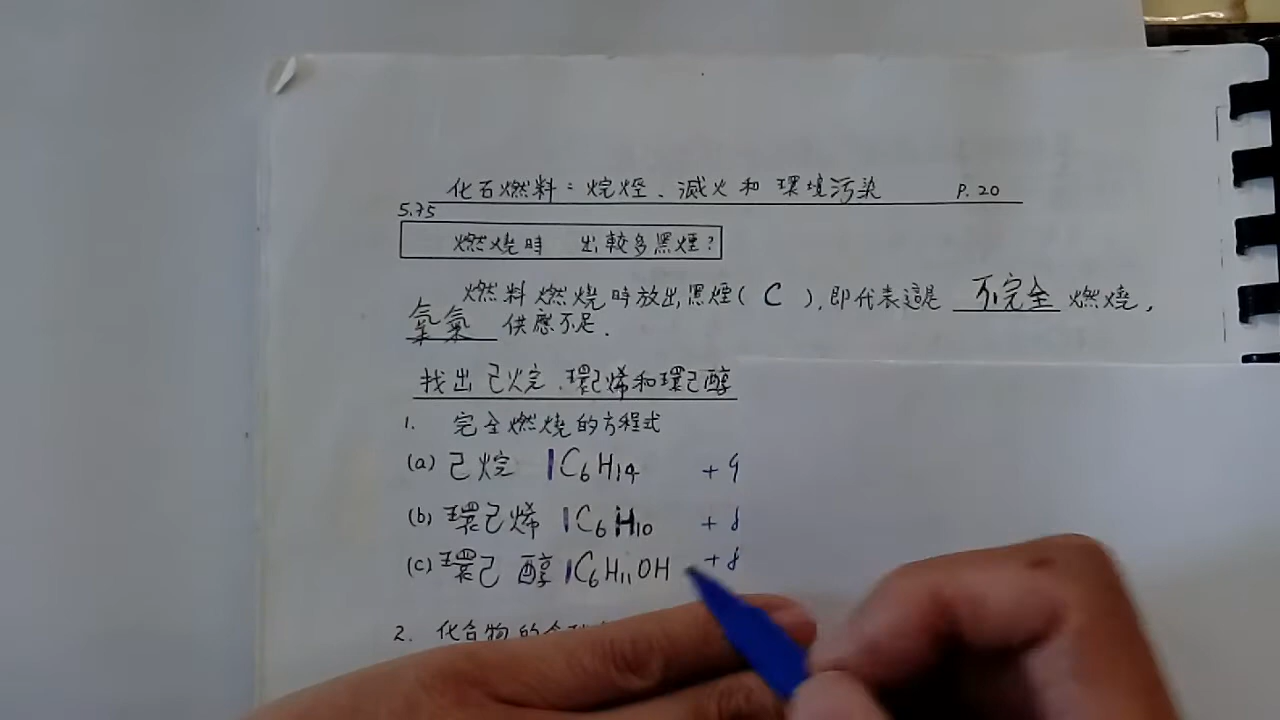 化石燃料：烷烴、滅火和環境污染 P.20
5.75
燃燒時 出較多黑煙？
燃料燃燒時放出黑煙( C )，即代表這是 不完全 燃燒，
氧氣 供應不足.
找出己烷、環己烯和環己醇
1. 完全燃燒的方程式
(a) 己烷 1C₆H₁₄ + 9
(b) 環己烯 1C₆H₁₀ + 8
(c) 環己醇 1C₆H₁₁OH + 8
2. 化合物的